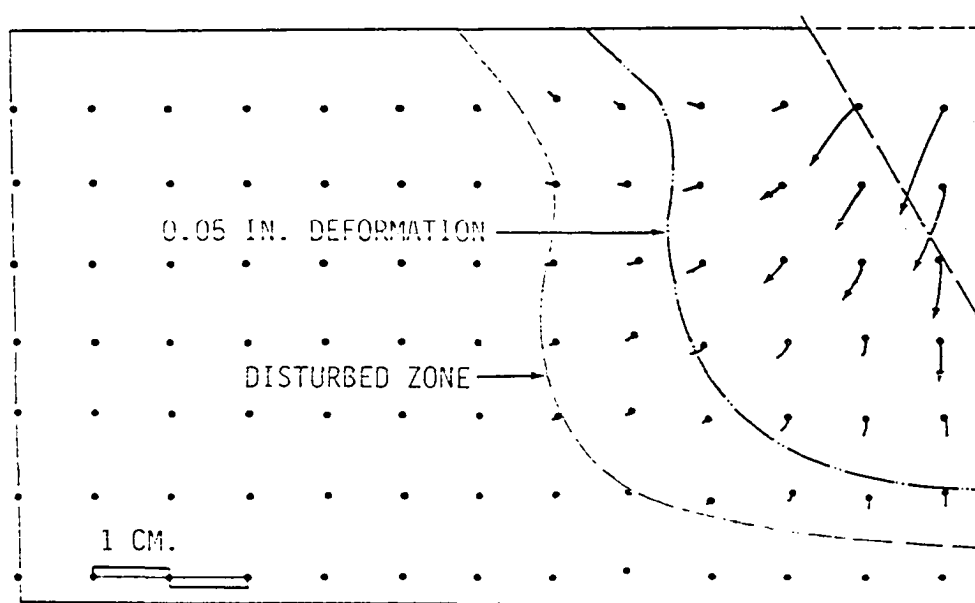 0.05 IN. DEFORMATION
DISTURBED ZONE
1 CM.